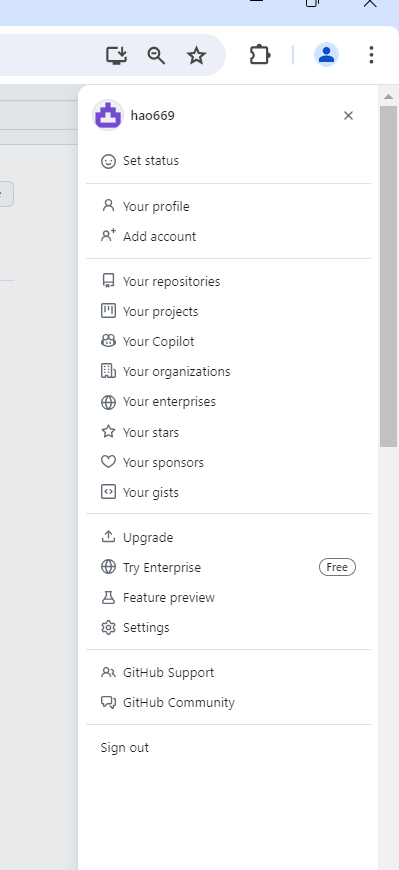 hao669
Set status
Your profile
Add account
Your repositories
Your projects
Your Copilot
Your organizations
Your enterprises
Your stars
Your sponsors
Your gists
Upgrade
Try Enterprise Free
Feature preview
Settings
GitHub Support
GitHub Community
Sign out